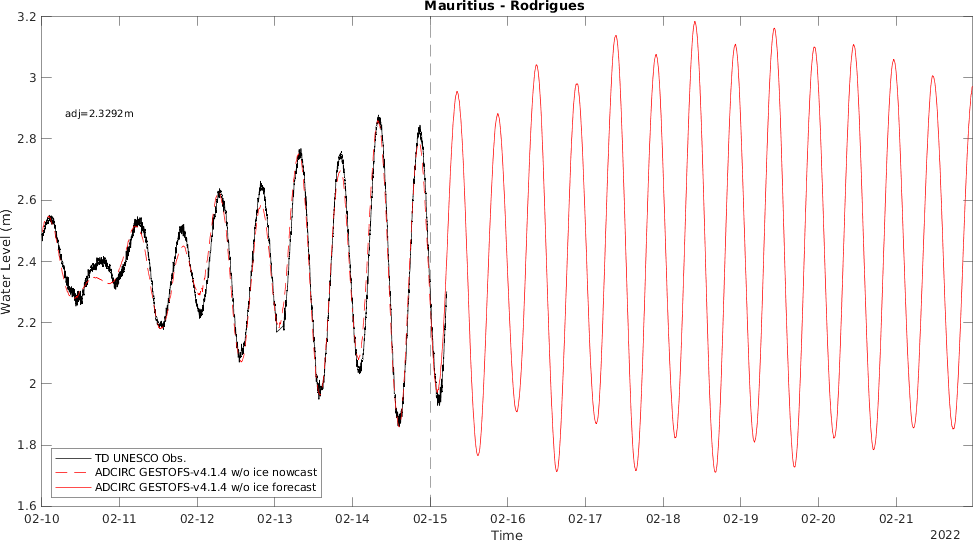 Mauritius - Rodrigues
3.2
3
2.8
2.6
2.4
2.2
2
1.8
1.6
Water Level (m)
adj=2.3292m
TD UNESCO Obs.
ADCIRC GESTOFS-v4.1.4 w/o ice nowcast
ADCIRC GESTOFS-v4.1.4 w/o ice forecast
02-10 02-11 02-12 02-13 02-14 02-15 02-16 02-17 02-18 02-19 02-20 02-21
Time
2022